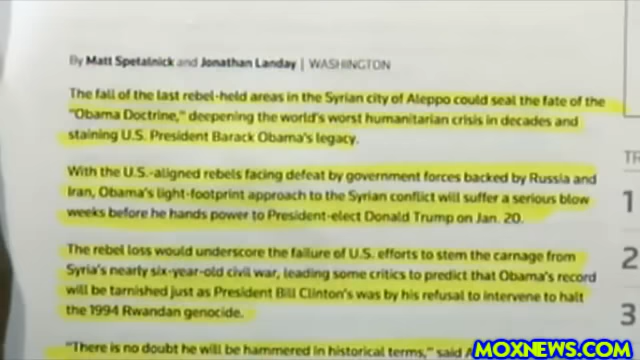 By Matt Spetalnick and Jonathan Landay | WASHINGTON
The fall of the last rebel-held areas in the Syrian city of Aleppo could seal the fate of the
"Obama Doctrine," deepening the world's worst humanitarian crisis in decades and
staining U.S. President Barack Obama's legacy.
With the U.S.-aligned rebels facing defeat by government forces backed by Russia and
Iran, Obama's light-footprint approach to the Syrian conflict will suffer a serious blow
weeks before he hands power to President-elect Donald Trump on Jan. 20.
The rebel loss would underscore the failure of U.S. efforts to stem the carnage from
Syria's nearly six-year-old civil war, leading some critics to predict that Obama's record
will be tarnished just as President Bill Clinton's was by his refusal to intervene to halt
the 1994 Rwandan genocide.
"There is no doubt he will be hammered in historical terms," said
TR
1
2
3
MOXNEWS.COM